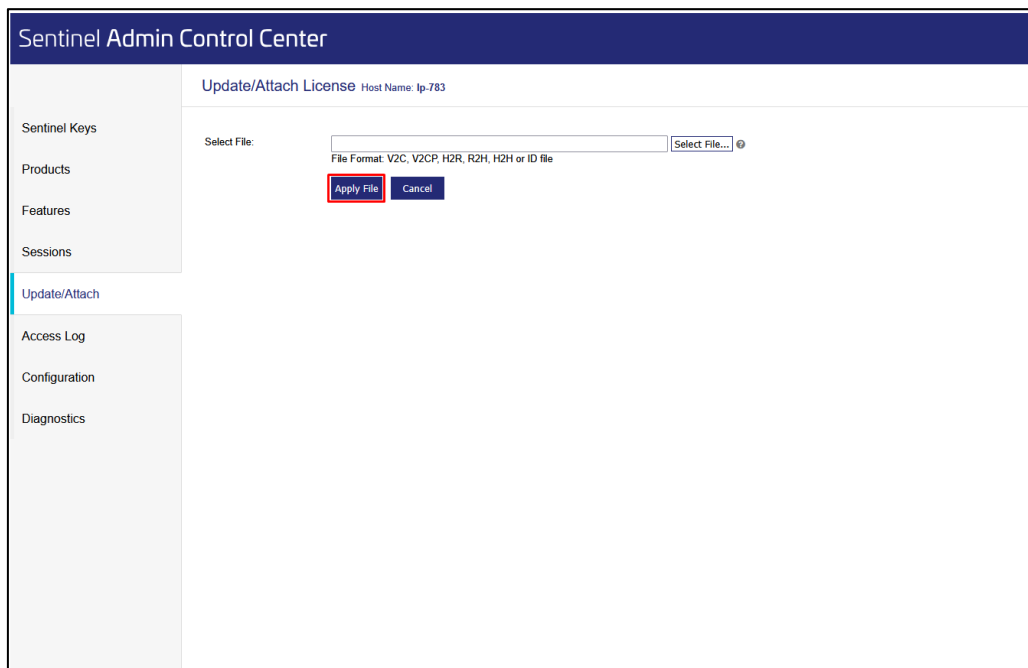 Sentinel Admin Control Center
Update/Attach License Host Name: lp-783
Sentinel Keys
Products
Features
Sessions
Update/Attach
Access Log
Configuration
Diagnostics
Select File:
Select File... ?
File Format: V2C, V2CP, H2R, R2H, H2H or ID file
Apply File Cancel